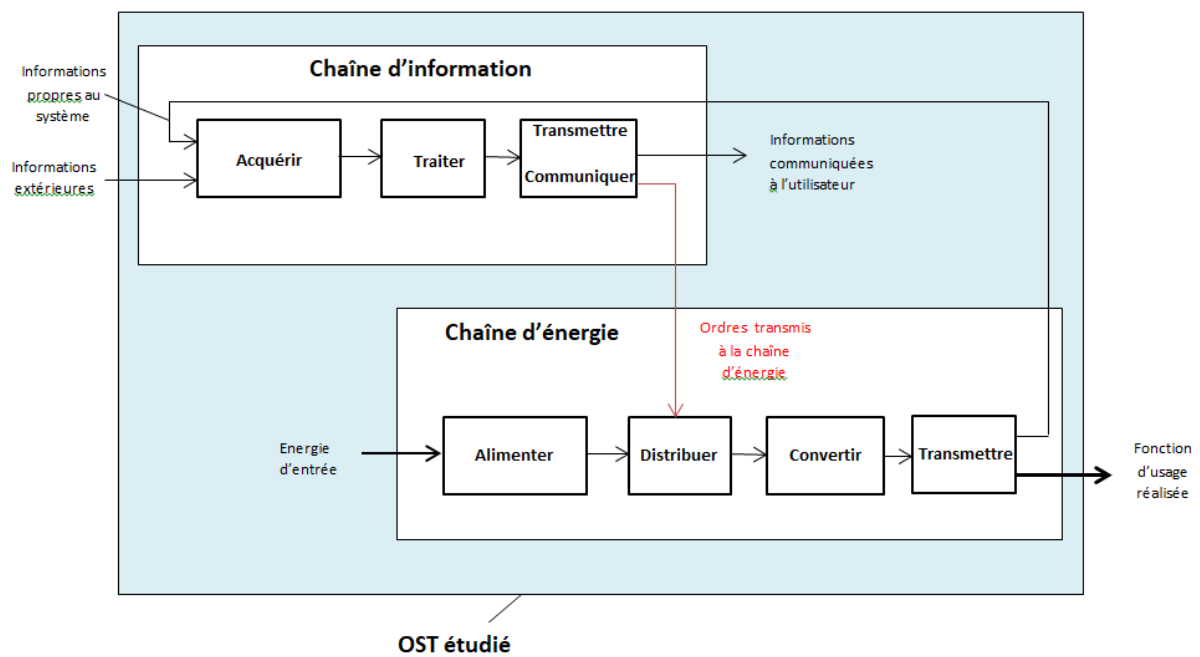 Chaîne d'information
Informations
propres au
système
Informations
extérieures
Acquérir
Traiter
Transmettre
Communiquer
Informations
communiquées
à l'utilisateur
Chaîne d'énergie
Ordres transmis
à la chaîne
d'énergie
Energie
d'entrée
Alimenter
Distribuer
Convertir
Transmettre
Fonction
d'usage
réalisée
OST étudié